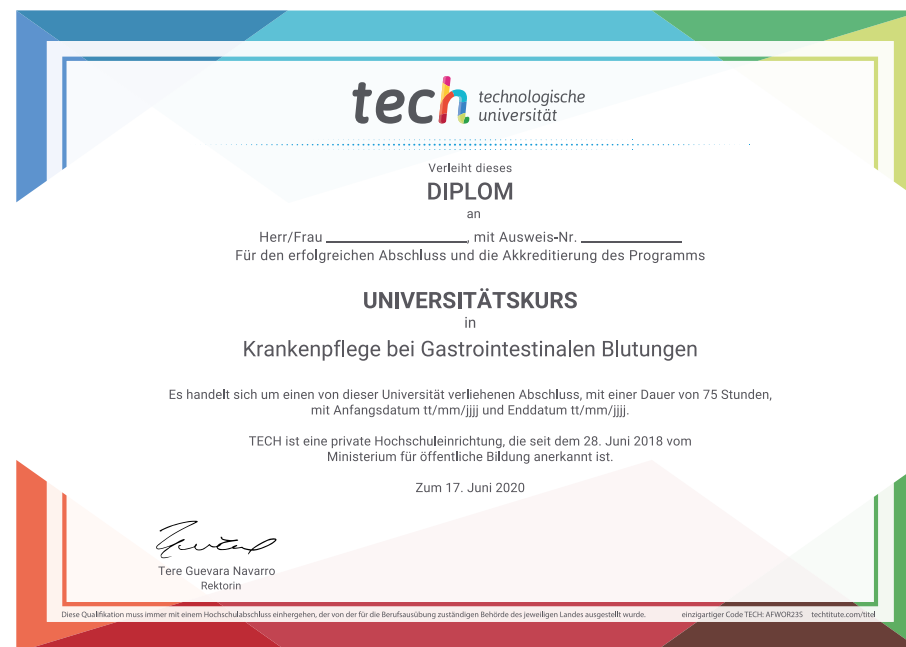 tech technologische
universität
Verleiht dieses
DIPLOM
an
Herr/Frau ____________, mit Ausweis-Nr. ____________
Für den erfolgreichen Abschluss und die Akkreditierung des Programms
UNIVERSITÄTSKURS
in
Krankenpflege bei Gastrointestinalen Blutungen
Es handelt sich um einen von dieser Universität verliehenen Abschluss, mit einer Dauer von 75 Stunden,
mit Anfangsdatum tt/mm/jjjj und Enddatum tt/mm/jjjj.
TECH ist eine private Hochschuleinrichtung, die seit dem 28. Juni 2018 vom
Ministerium für öffentliche Bildung anerkannt ist.
Zum 17. Juni 2020
Tere Guevara Navarro
Rektorin
Diese Qualifikation muss immer mit einem Hochschulabschluss einhergehen, der von der für die Berufsausübung zuständigen Behörde des jeweiligen Landes ausgestellt wurde. einzigartiger Code TECH: AFWOR23S techtitute.com/titel